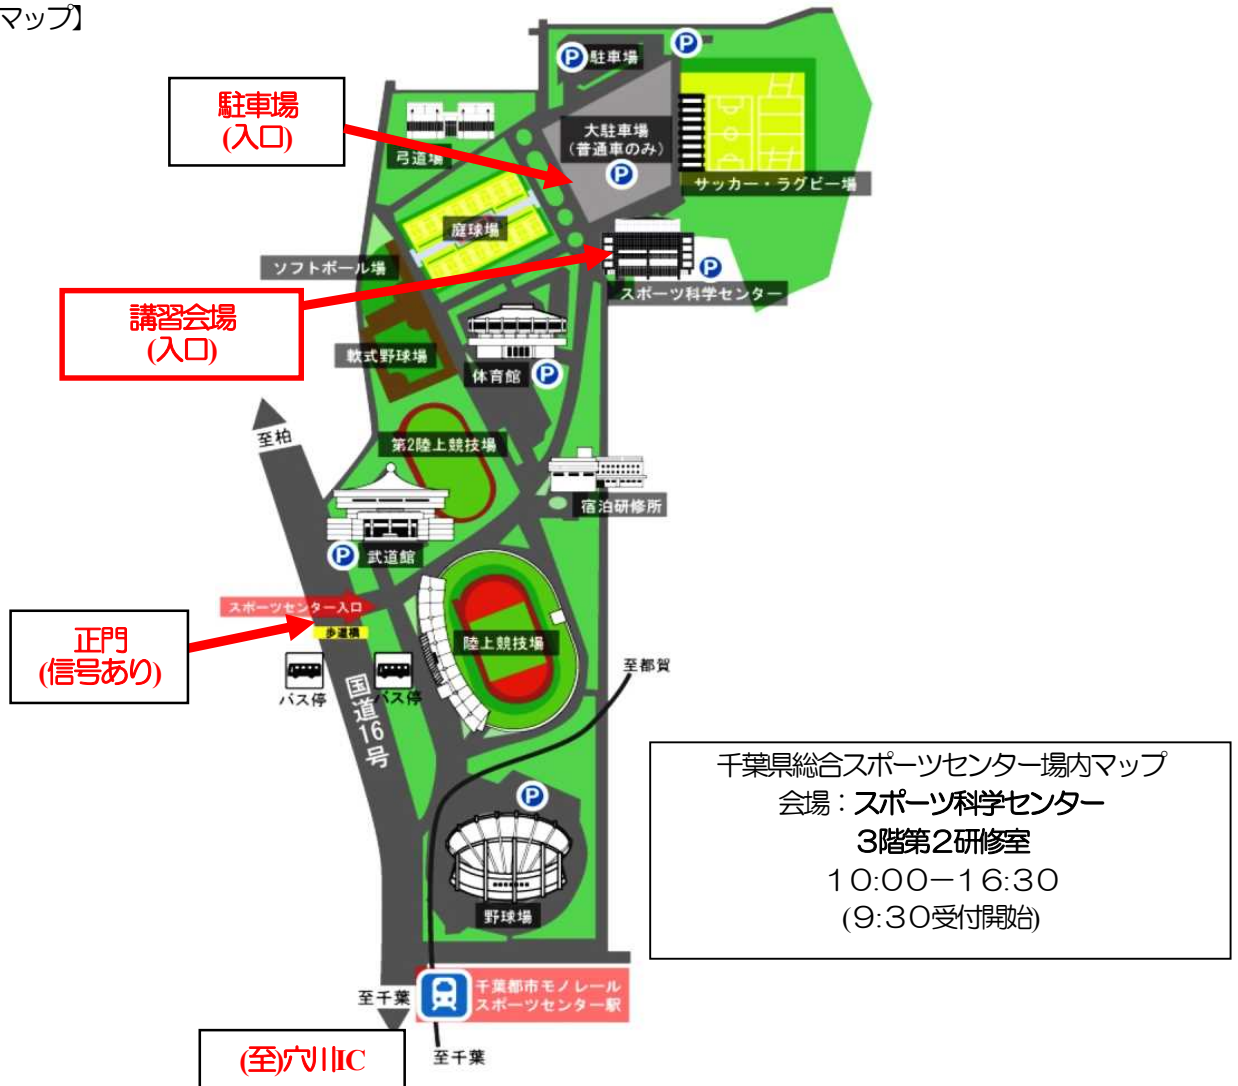 マップ】
P 駐車場
P
駐車場
(入口)
大駐車場
(普通車のみ)
P
弓道場
サッカー・ラグビー場
庭球場
ソフトボール場
P
スポーツ科学センター
講習会場
(入口)
軟式野球場
体育館 P
至柏
第2陸上競技場
宿泊研修所
P 武道館
スポーツセンター入口
歩道橋
正門
(信号あり)
陸上競技場
至都賀
バス停
バス停
国道16号
千葉県総合スポーツセンター場内マップ
会場：スポーツ科学センター
3階第2研修室
10:00－16:30
(9:30受付開始)
P
野球場
千葉都市モノレール
スポーツセンター駅
至千葉
(至)穴川IC
至千葉